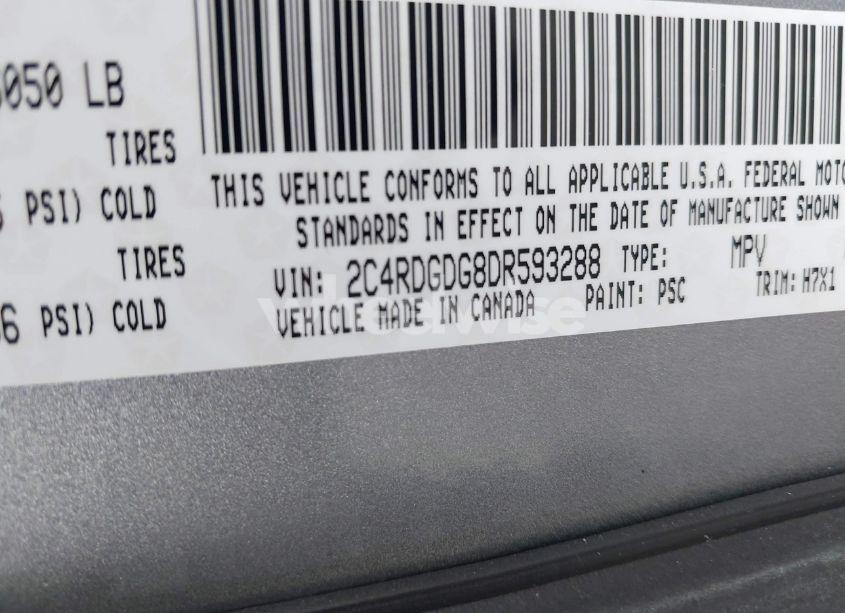 050 LB
TIRES
PSI) COLD
TIRES
6 PSI) COLD
THIS VEHICLE CONFORMS TO ALL APPLICABLE U.S.A. FEDERAL MOTO
STANDARDS IN EFFECT ON THE DATE OF MANUFACTURE SHOWN
VIN: 2C4RDGDG8DR593288 TYPE: MPV
VEHICLE MADE IN CANADA PAINT: PSC TRIM: H7X1
wheelwise